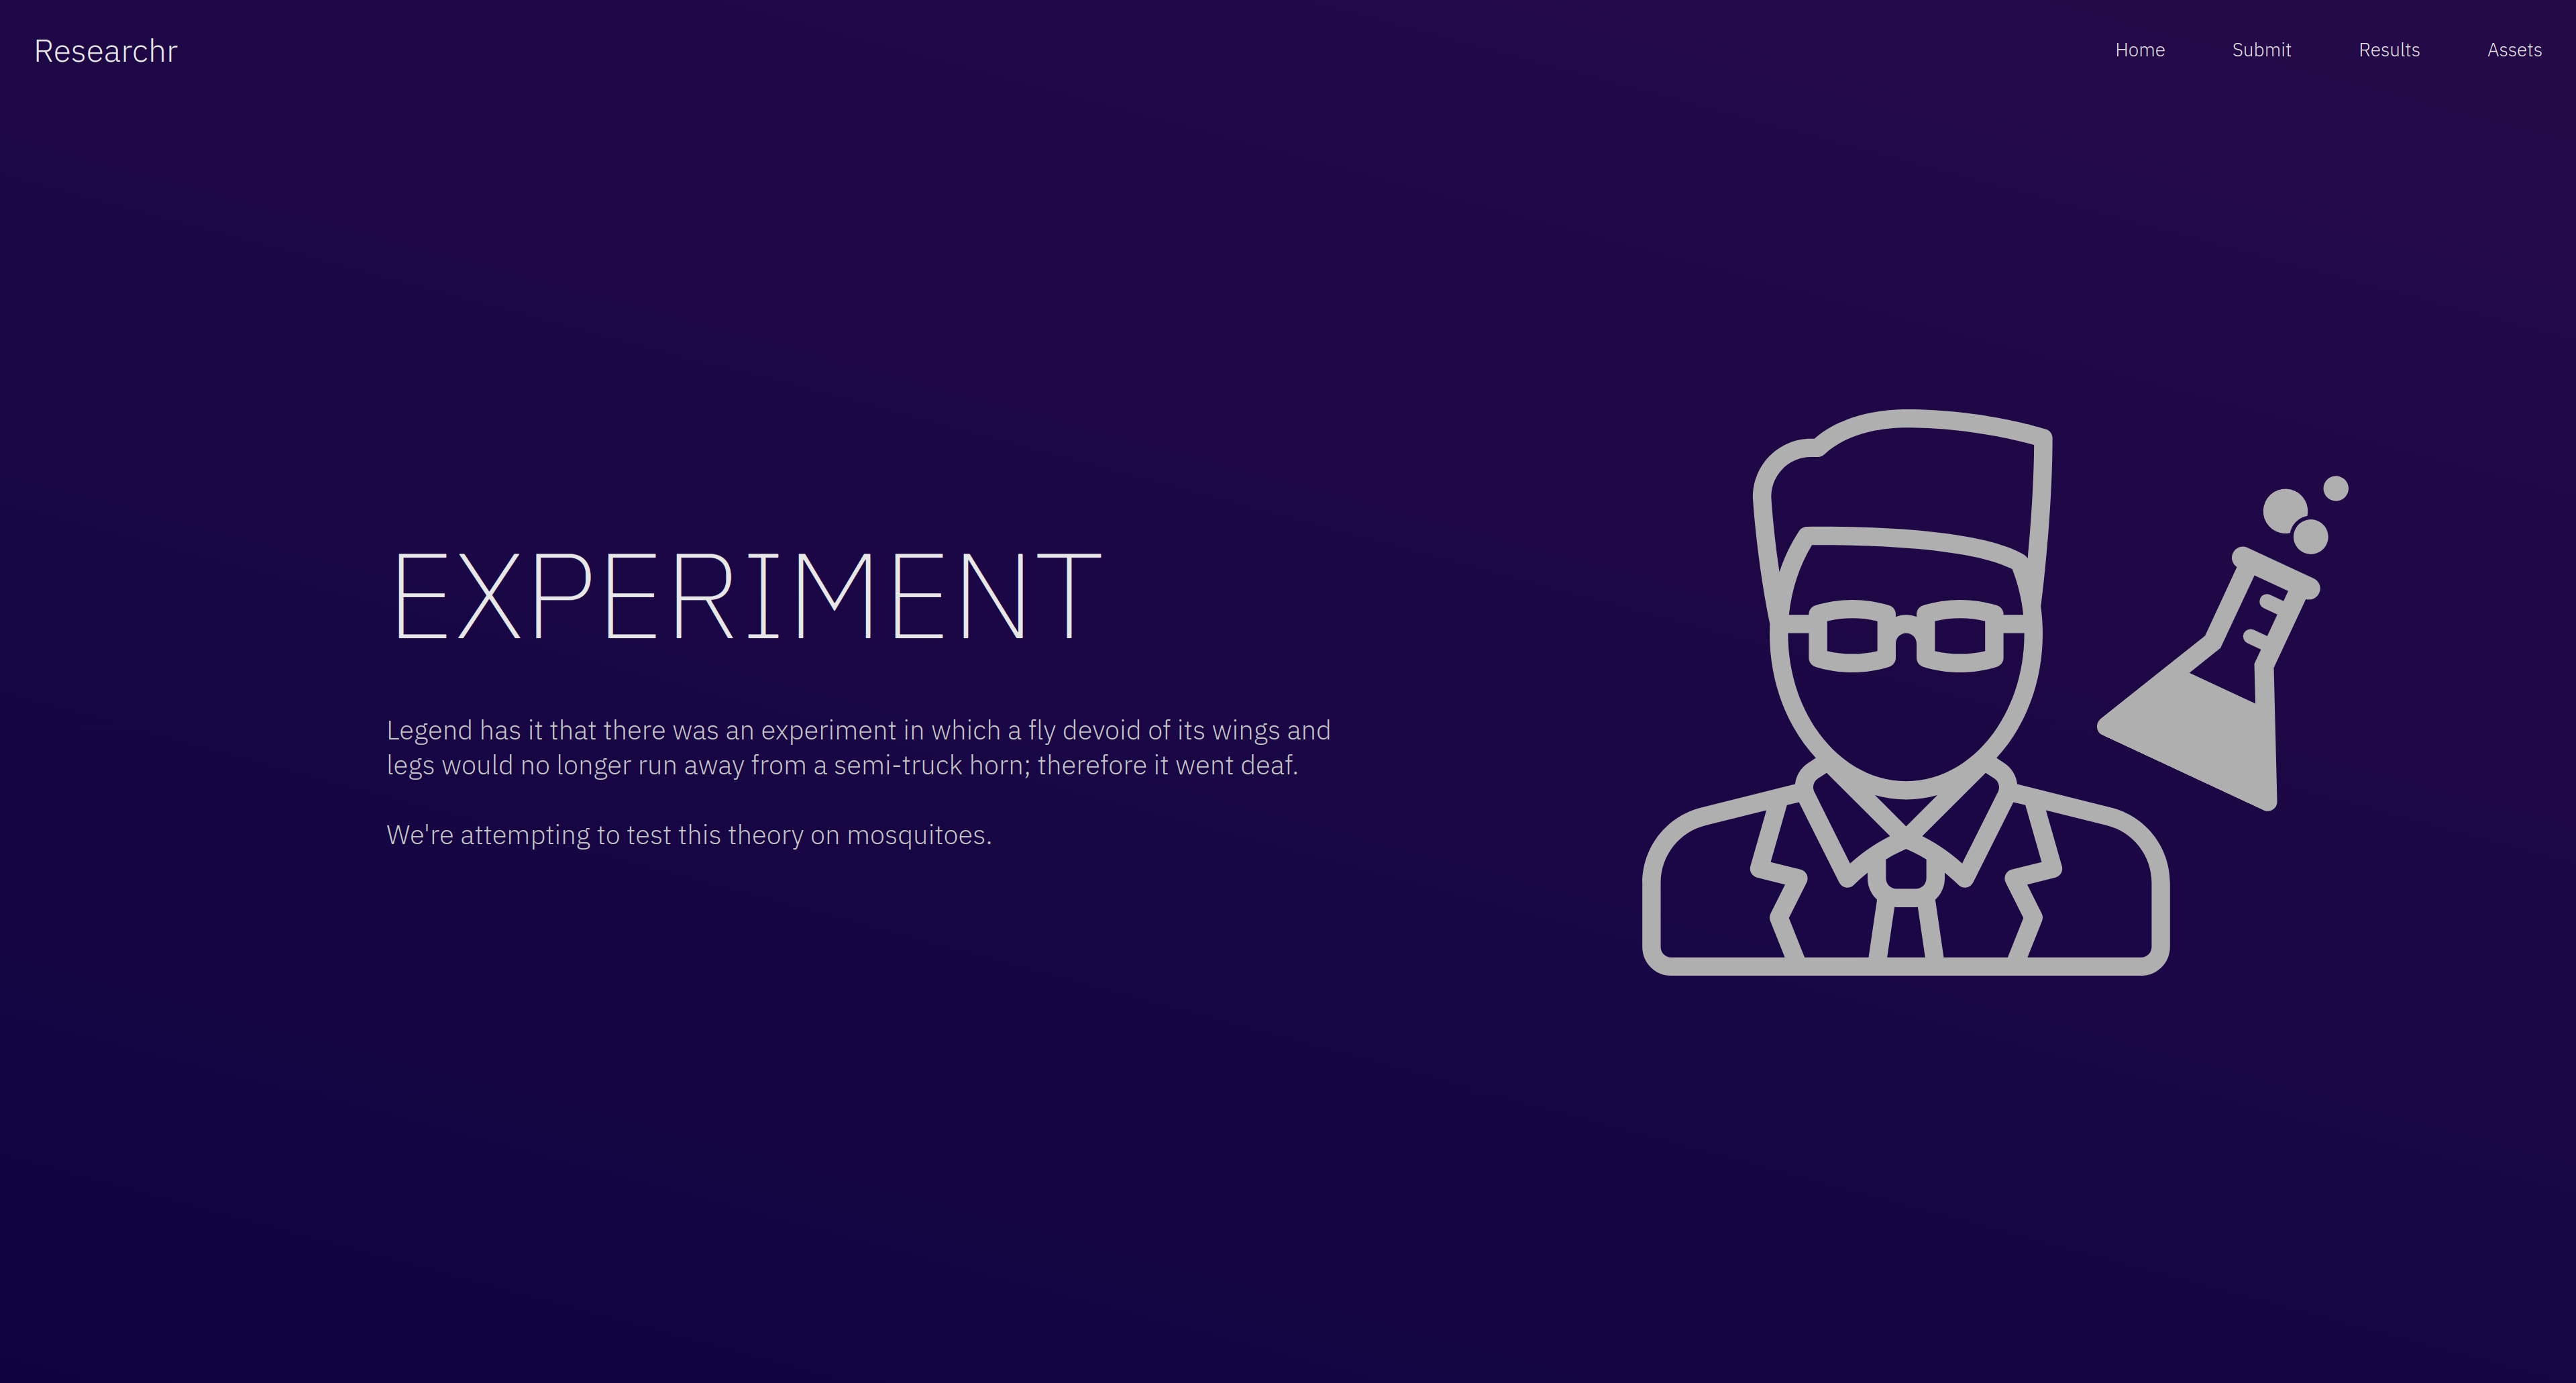 Researchr
Home Submit Results Assets
EXPERIMENT
Legend has it that there was an experiment in which a fly devoid of its wings and
legs would no longer run away from a semi-truck horn; therefore it went deaf.
We're attempting to test this theory on mosquitoes.